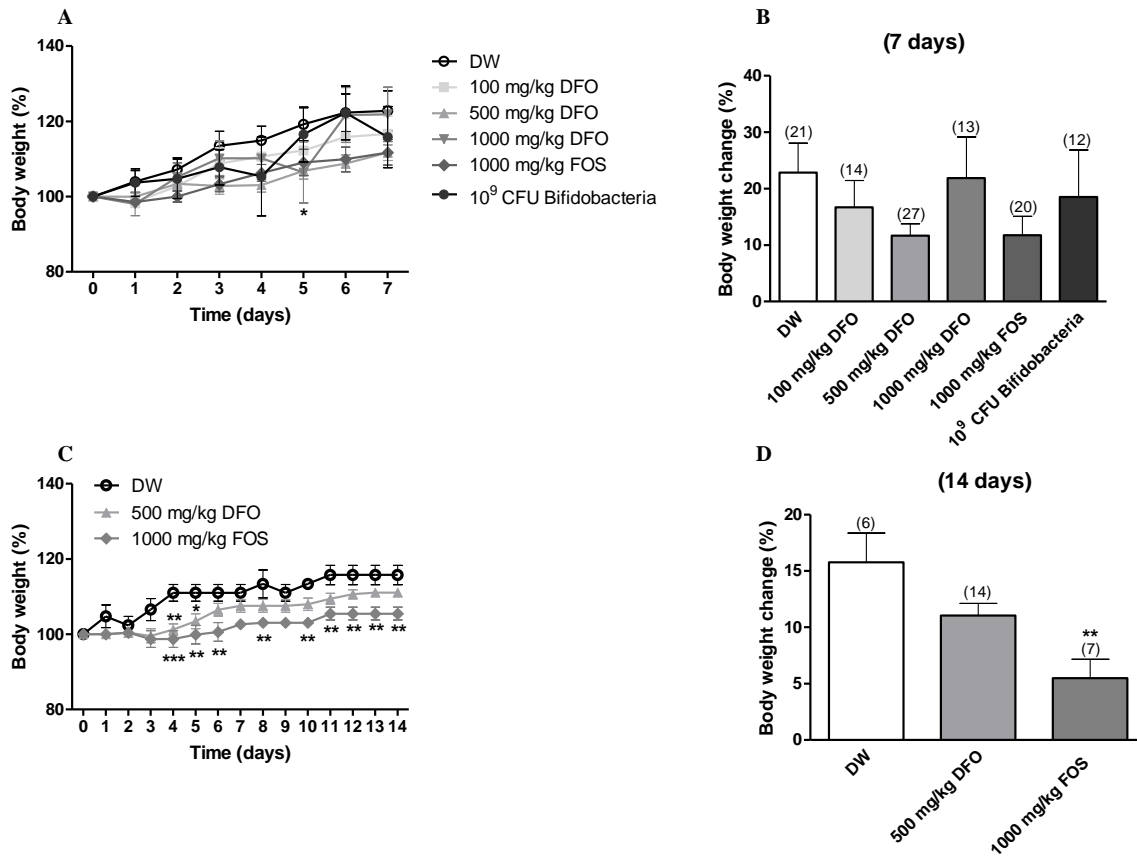 A
Body weight (%)
140
120
100
80
0 1 2 3 4 5 6 7
Time (days)
*
DW
100 mg/kg DFO
500 mg/kg DFO
1000 mg/kg DFO
1000 mg/kg FOS
10⁹ CFU Bifidobacteria
B
(7 days)
Body weight change (%)
40
30
20
10
0
(21)
(14)
(27)
(13)
(20)
(12)
DW
100 mg/kg DFO
500 mg/kg DFO
1000 mg/kg DFO
1000 mg/kg FOS
10⁹ CFU Bifidobacteria
C
Body weight (%)
140
120
100
80
DW
500 mg/kg DFO
1000 mg/kg FOS
** *
*** ** ** ** ** ** ** ** **
0 1 2 3 4 5 6 7 8 9 10 11 12 13 14
Time (days)
D
(14 days)
Body weight change (%)
20
15
10
5
0
(6)
(14)
**
(7)
DW
500 mg/kg DFO
1000 mg/kg FOS